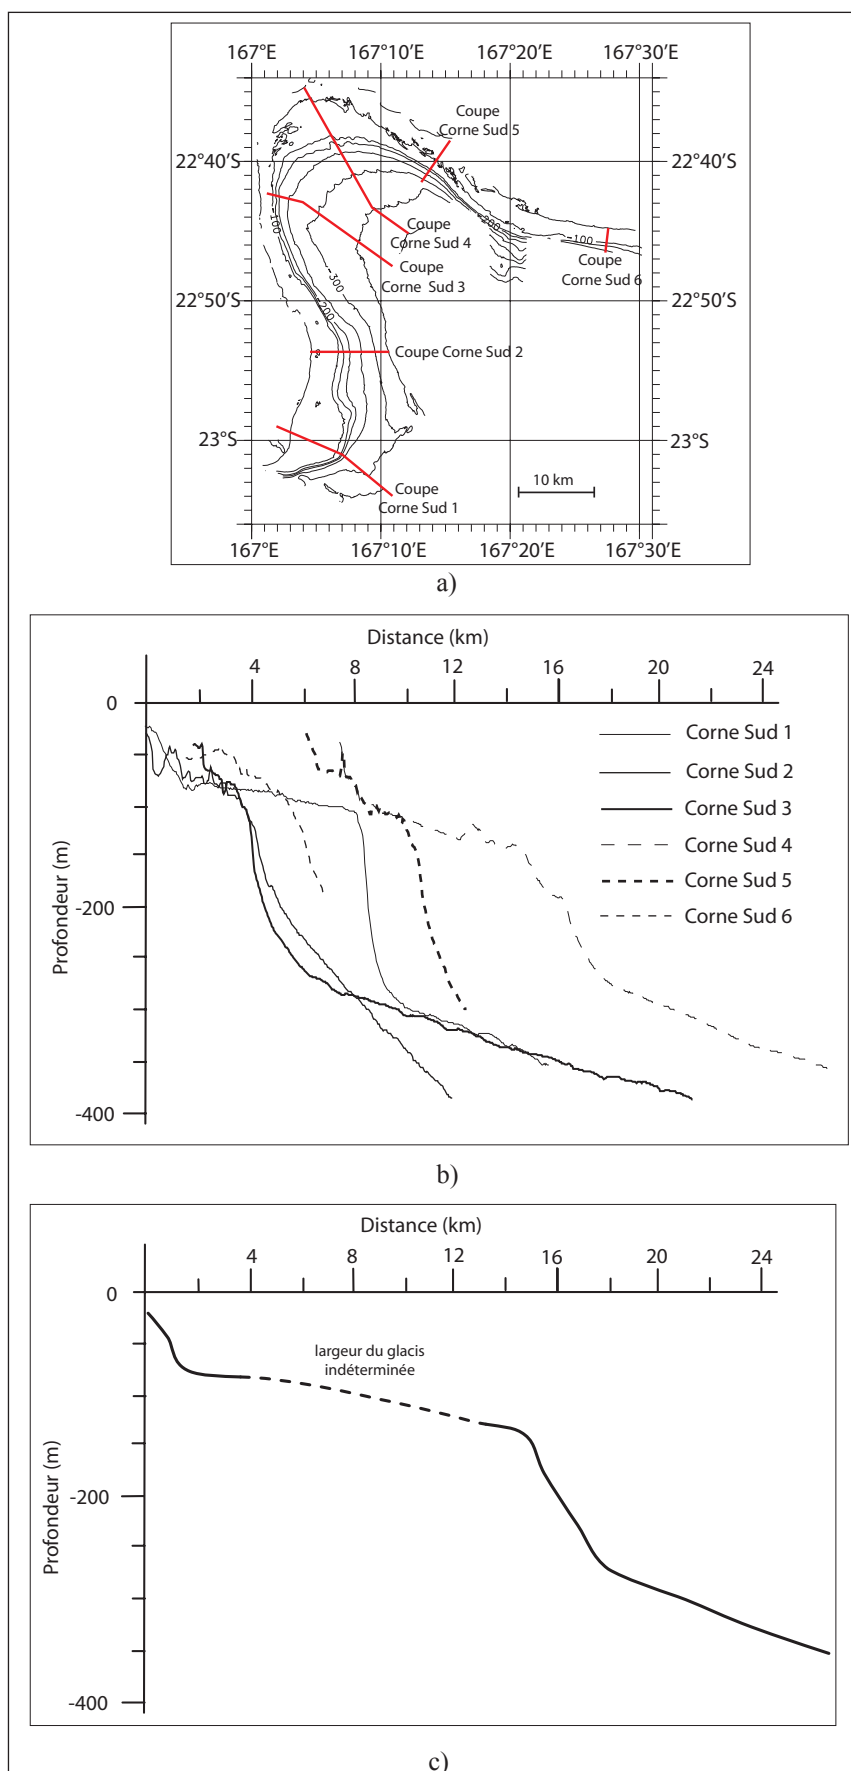 167°E 167°10'E 167°20'E 167°30'E
Coupe
Corne Sud 5
22°40'S 22°40'S
100
200
100
Coupe
Corne Sud 4
Coupe
Corne Sud 6
Coupe
Corne Sud 3
300
22°50'S 22°50'S
200
Coupe Corne Sud 2
23°S 23°S
10 km
Coupe
Corne Sud 1
167°E 167°10'E 167°20'E 167°30'E
a)
Distance (km)
4 8 12 16 20 24
0
Corne Sud 1
Corne Sud 2
Corne Sud 3
Corne Sud 4
Corne Sud 5
Corne Sud 6
-200
Profondeur (m)
-400
b)
Distance (km)
4 8 12 16 20 24
0
largeur du glacis
indéterminée
-200
Profondeur (m)
-400
c)